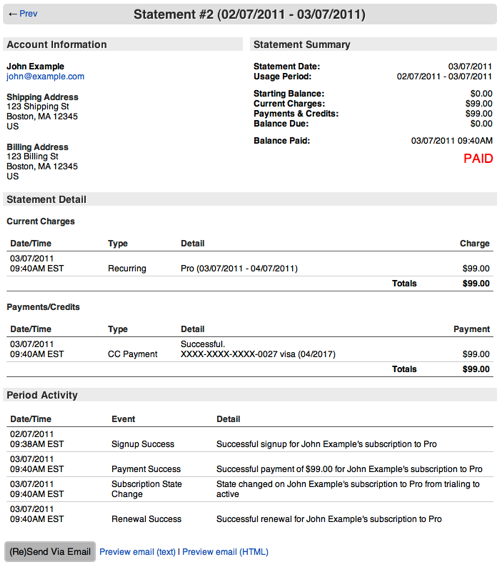 ← Prev
Statement #2 (02/07/2011 - 03/07/2011)
Account Information
John Example
john@example.com
Shipping Address
123 Shipping St
Boston, MA 12345
US
Billing Address
123 Billing St
Boston, MA 12345
US
Statement Summary
Statement Date: 03/07/2011
Usage Period: 02/07/2011 - 03/07/2011
Starting Balance: $0.00
Current Charges: $99.00
Payments & Credits: $99.00
Balance Due: $0.00
Balance Paid: 03/07/2011 09:40AM
PAID
Statement Detail
Current Charges
Date/Time Type Detail Charge
03/07/2011
09:40AM EST Recurring Pro (03/07/2011 - 04/07/2011) $99.00
Totals $99.00
Payments/Credits
Date/Time Type Detail Payment
03/07/2011 Successful.
09:40AM EST CC Payment XXXX-XXXX-XXXX-0027 visa (04/2017) $99.00
Totals $99.00
Period Activity
Date/Time Event Detail
02/07/2011
09:38AM EST Signup Success Successful signup for John Example's subscription to Pro
03/07/2011
09:40AM EST Payment Success Successful payment of $99.00 for John Example's subscription to Pro
03/07/2011 Subscription State State changed on John Example's subscription to Pro from trialing to
09:40AM EST Change active
03/07/2011
09:40AM EST Renewal Success Successful renewal for John Example's subscription to Pro
(Re)Send Via Email Preview email (text) | Preview email (HTML)